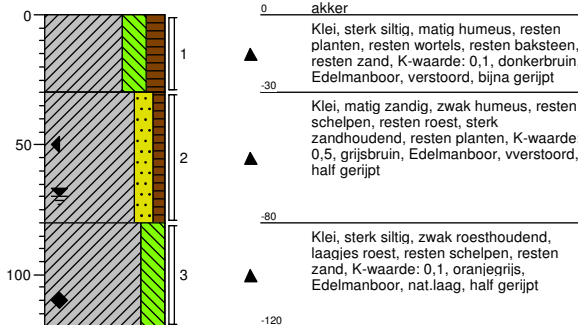 0
akker
Klei, sterk siltig, matig humeus, resten
planten, resten wortels, resten baksteen,
resten zand, K-waarde: 0,1, donkerbruin,
Edelmanboor, verstoord, bijna gerijpt
1
-30
Klei, matig zandig, zwak humeus, resten
schelpen, resten roest, sterk
zandhoudend, resten planten, K-waarde:
0,5, grijsbruin, Edelmanboor, vverstoord,
half gerijpt
50
2
-80
Klei, sterk siltig, zwak roesthoudend,
laagjes roest, resten schelpen, resten
zand, K-waarde: 0,1, oranjegrijs,
Edelmanboor, nat.laag, half gerijpt
100
3
-120
0